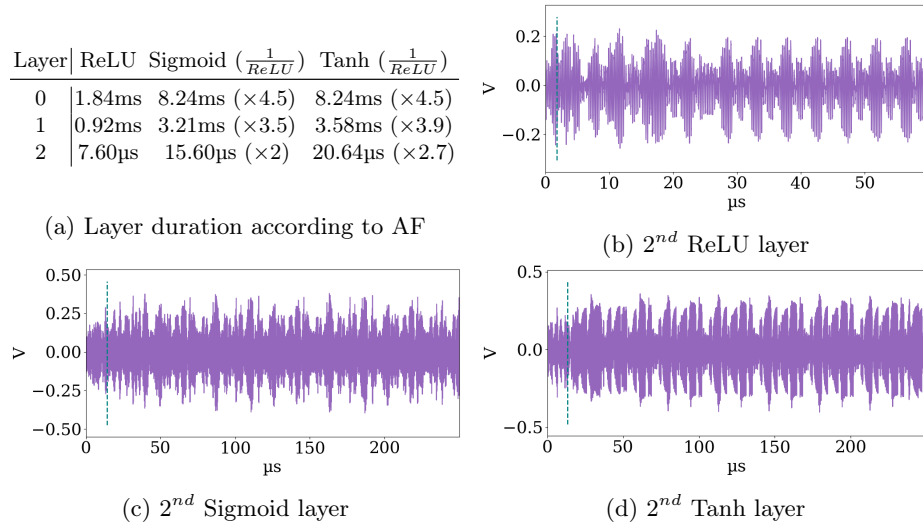 Layer ReLU Sigmoid (1/ReLU) Tanh (1/ReLU)
0 1.84ms 8.24ms (×4.5) 8.24ms (×4.5)
1 0.92ms 3.21ms (×3.5) 3.58ms (×3.9)
2 7.60µs 15.60µs (×2) 20.64µs (×2.7)
(a) Layer duration according to AF
0.2
0.0
−0.2
V
0 10 20 30 40 50
µs
(b) 2nd ReLU layer
0.50
0.25
0.00
−0.25
−0.50
V
0 50 100 150 200
µs
(c) 2nd Sigmoid layer
0.5
0.0
−0.5
V
0 50 100 150 200
µs
(d) 2nd Tanh layer